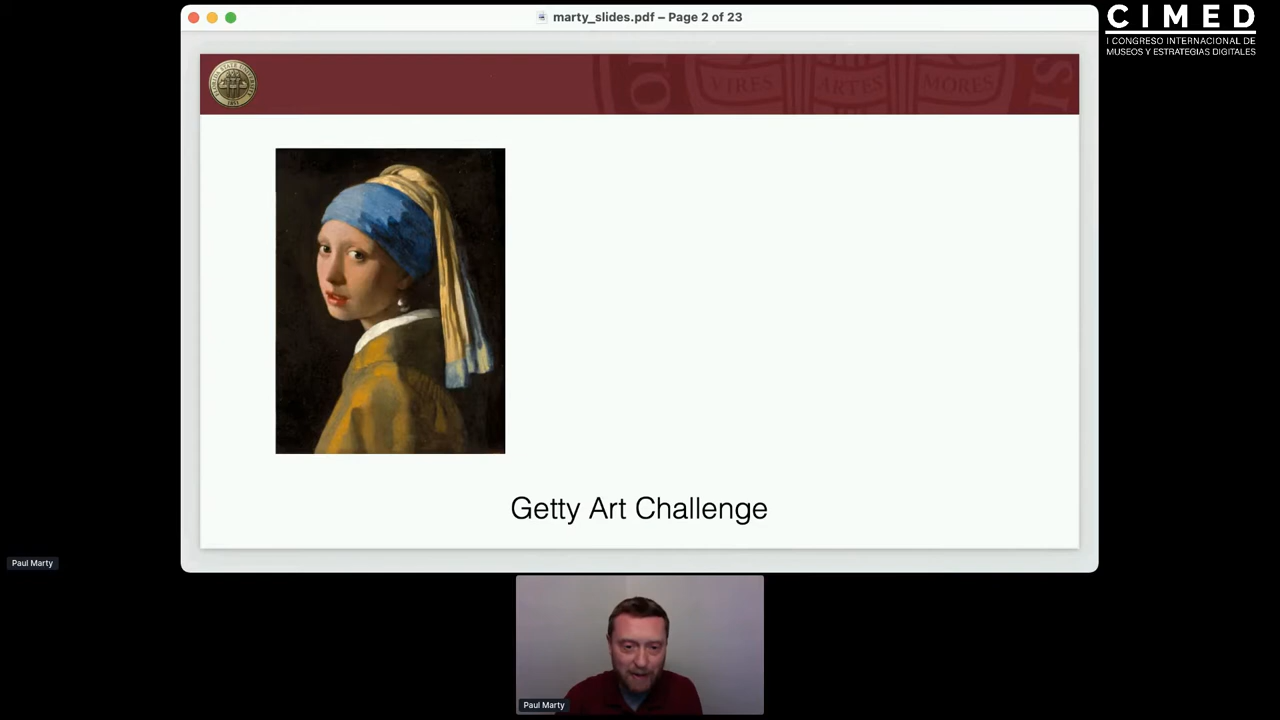 marty_slides.pdf – Page 2 of 23
CIMED
I CONGRESO INTERNACIONAL DE
MUSEOS Y ESTRATEGIAS DIGITALES
VIRES ARTES MORES
Getty Art Challenge
Paul Marty
Paul Marty